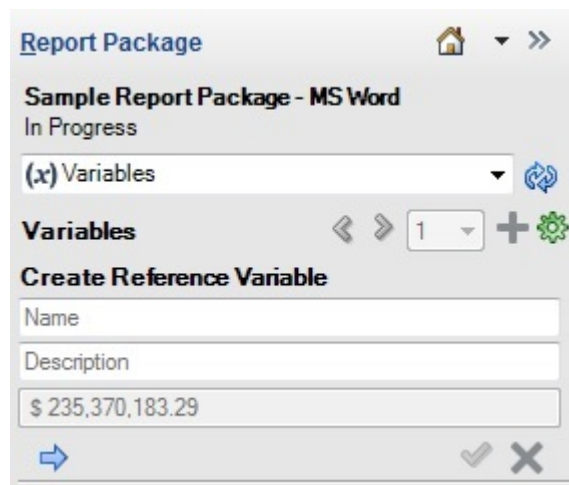 Report Package
Sample Report Package - MS Word
In Progress
(x) Variables
Variables 1
Create Reference Variable
Name
Description
$ 235,370,183.29